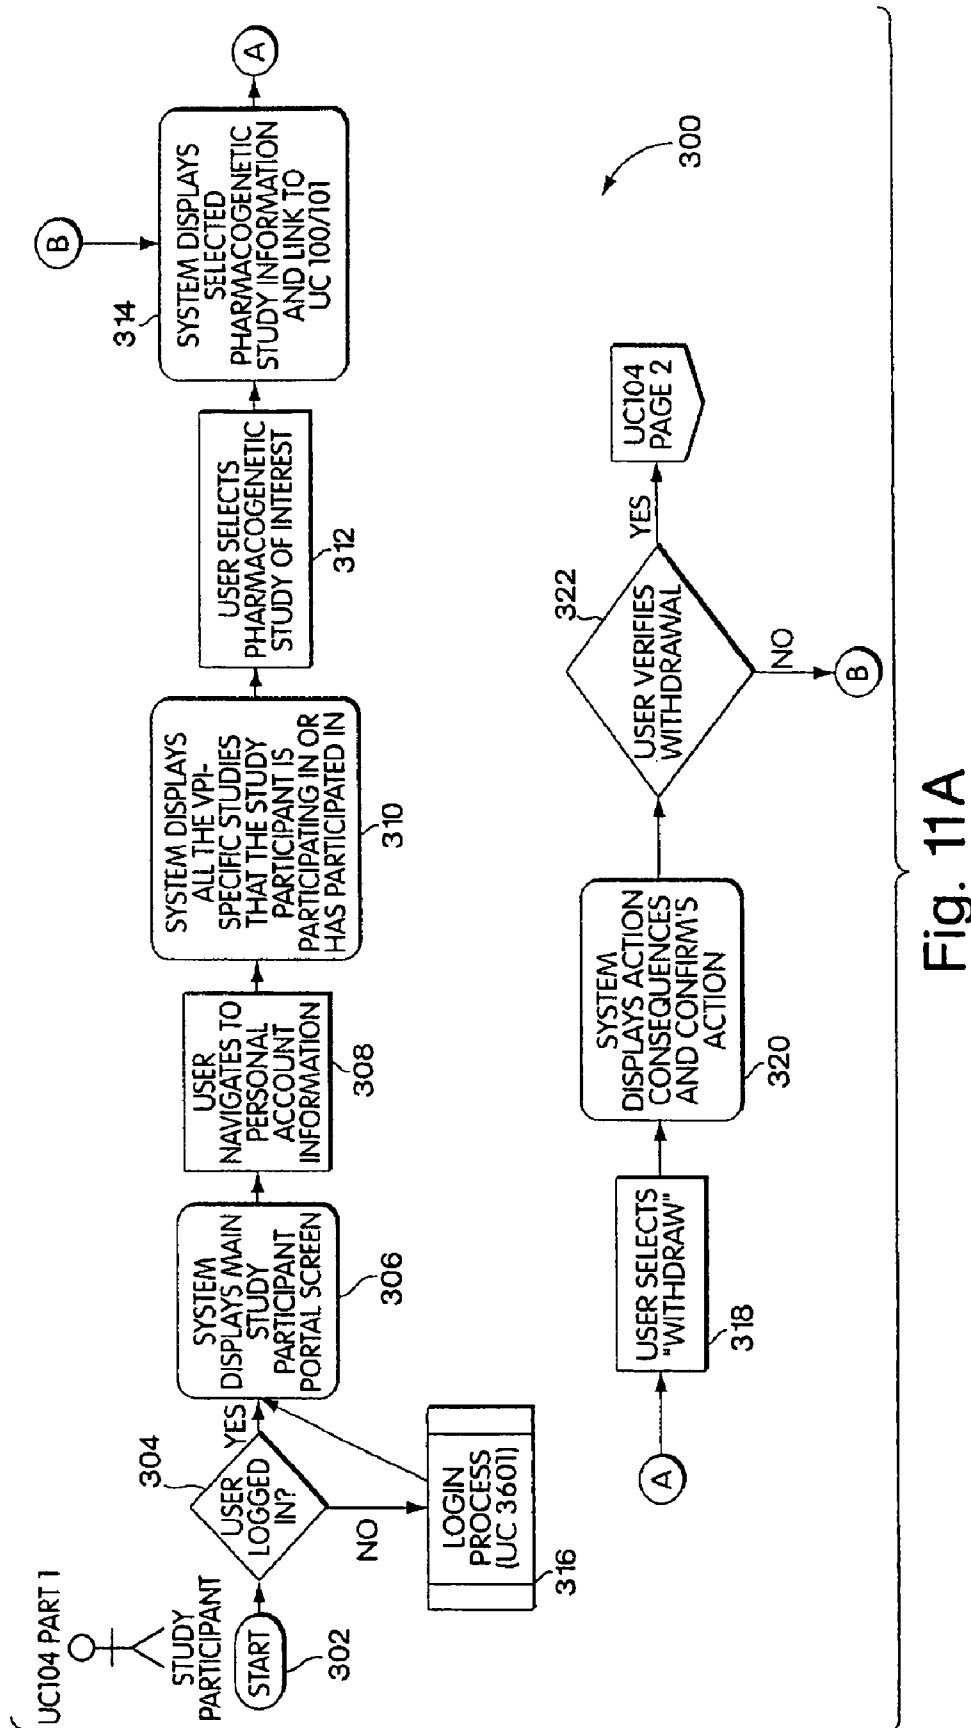 UC104 PART 1
STUDY
PARTICIPANT
START
302
304
USER
LOGGED
IN?
YES
NO
LOGIN
PROCESS
(UC 3601)
316
SYSTEM
DISPLAYS MAIN
STUDY
PARTICIPANT
PORTAL SCREEN
306
USER
NAVIGATES TO
PERSONAL
ACCOUNT
INFORMATION
308
SYSTEM DISPLAYS
ALL THE VPI-
SPECIFIC STUDIES
THAT THE STUDY
PARTICIPANT IS
PARTICIPATING IN OR
HAS PARTICIPATED IN
310
USER SELECTS
PHARMACOGENETIC
STUDY OF INTEREST
312
B
314
SYSTEM DISPLAYS
SELECTED
PHARMACOGENETIC
STUDY INFORMATION
AND LINK TO
UC 100/101
A
A
USER SELECTS
"WITHDRAW"
318
SYSTEM
DISPLAYS ACTION
CONSEQUENCES
AND CONFIRM'S
ACTION
320
322
USER VERIFIES
WITHDRAWAL
YES
UC104
PAGE 2
NO
B
300
Fig. 11A